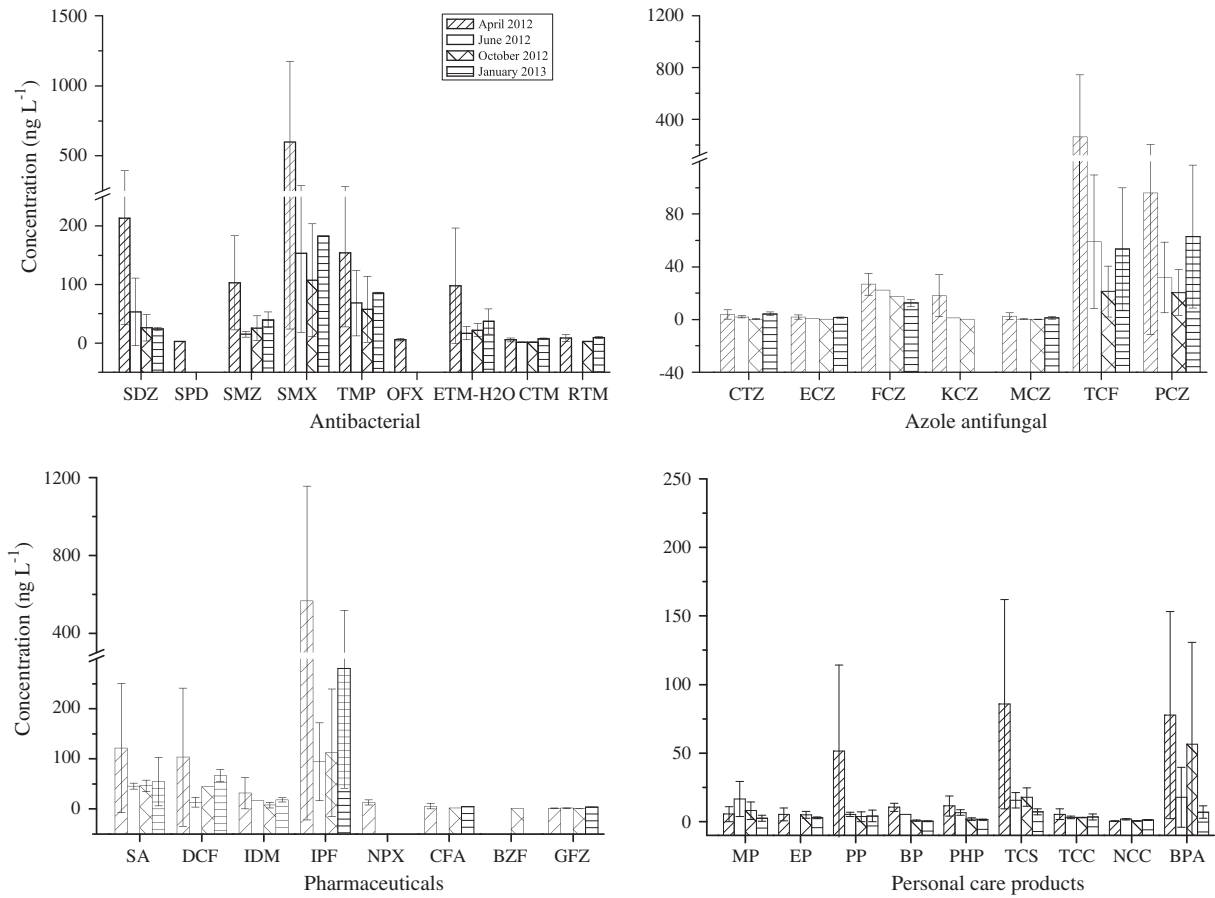 1500
1000
500
200
100
0
Concentration (ng L-1)
April 2012
June 2012
October 2012
January 2013
SDZ SPD SMZ SMX TMP OFX ETM-H2O CTM RTM
Antibacterial
1200
800
400
80
40
0
-40
CTZ ECZ FCZ KCZ MCZ TCF PCZ
Azole antifungal
1200
800
400
200
100
0
Concentration (ng L-1)
SA DCF IDM IPF NPX CFA BZF GFZ
Pharmaceuticals
250
200
150
100
50
0
MP EP PP BP PHP TCS TCC NCC BPA
Personal care products